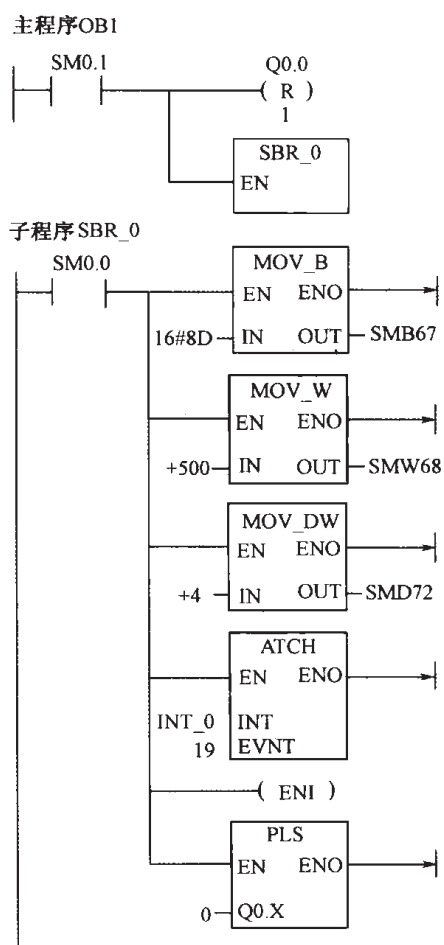 主程序OB1
SM0.1
Q0.0
( R )
1
SBR_0
EN
子程序SBR_0
SM0.0
MOV_B
EN ENO
16#8D IN OUT SMB67
MOV_W
EN ENO
+500 IN OUT SMW68
MOV_DW
EN ENO
+4 IN OUT SMD72
ATCH
EN ENO
INT_0 INT
19 EVNT
( ENI )
PLS
EN ENO
0 Q0.X